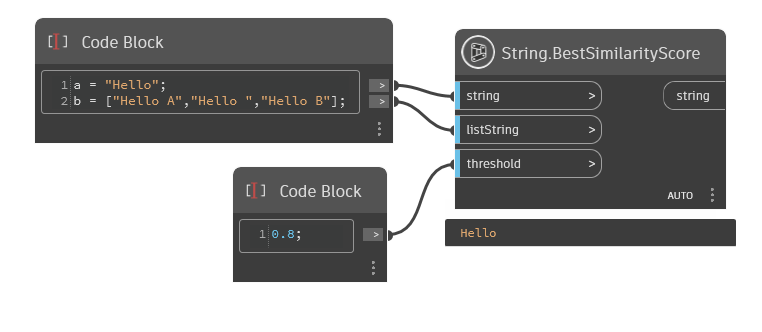 Code Block
1 a = "Hello";
2 b = ["Hello A","Hello ","Hello B"];
>
>
String.BestSimilarityScore
string >
string
listString >
threshold >
AUTO
Hello
Code Block
1 0.8;
>